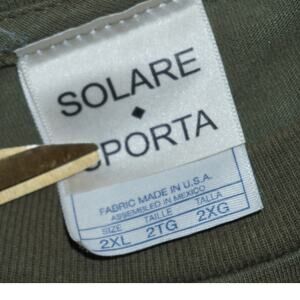 SOLARE
◆
SPORTA
FABRIC MADE IN U.S.A.
ASSEMBLED IN MEXICO
SIZE TAILLE TALLA
2XL 2TG 2XG